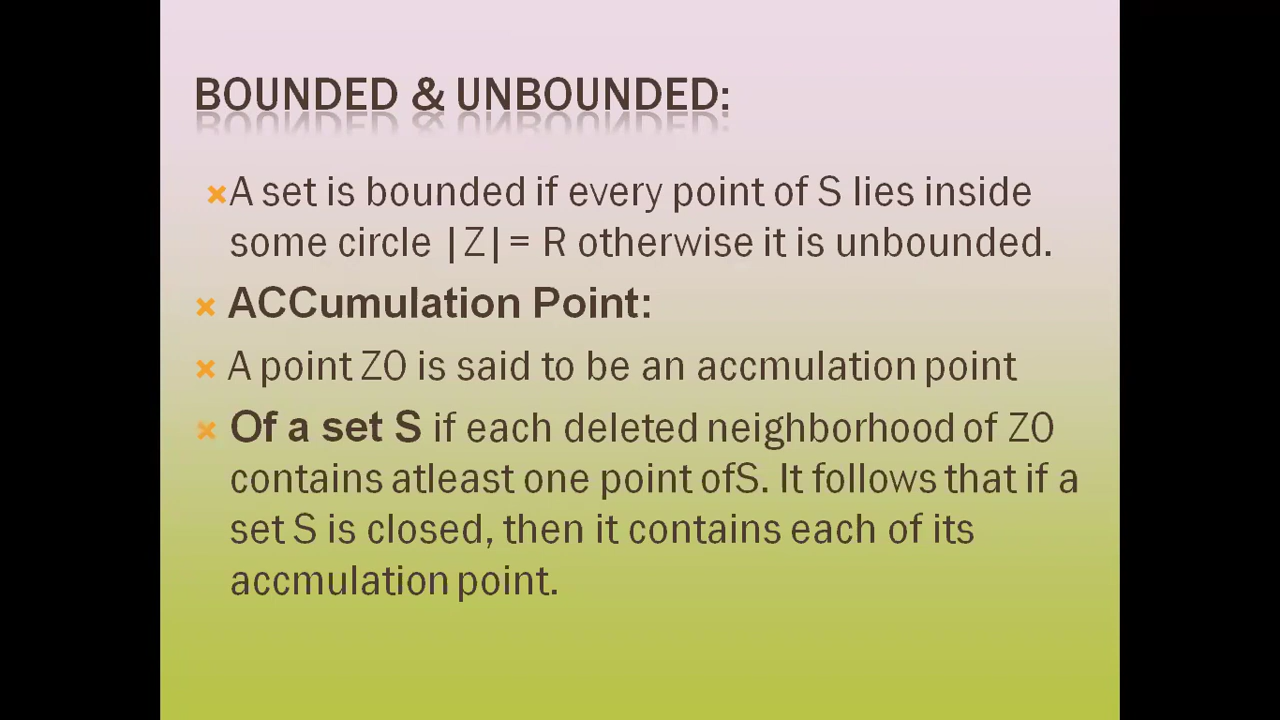 BOUNDED & UNBOUNDED:
A set is bounded if every point of S lies inside
some circle |Z|= R otherwise it is unbounded.
ACCumulation Point:
A point Z0 is said to be an accmulation point
Of a set S if each deleted neighborhood of Z0
contains atleast one point ofS. It follows that if a
set S is closed, then it contains each of its
accmulation point.